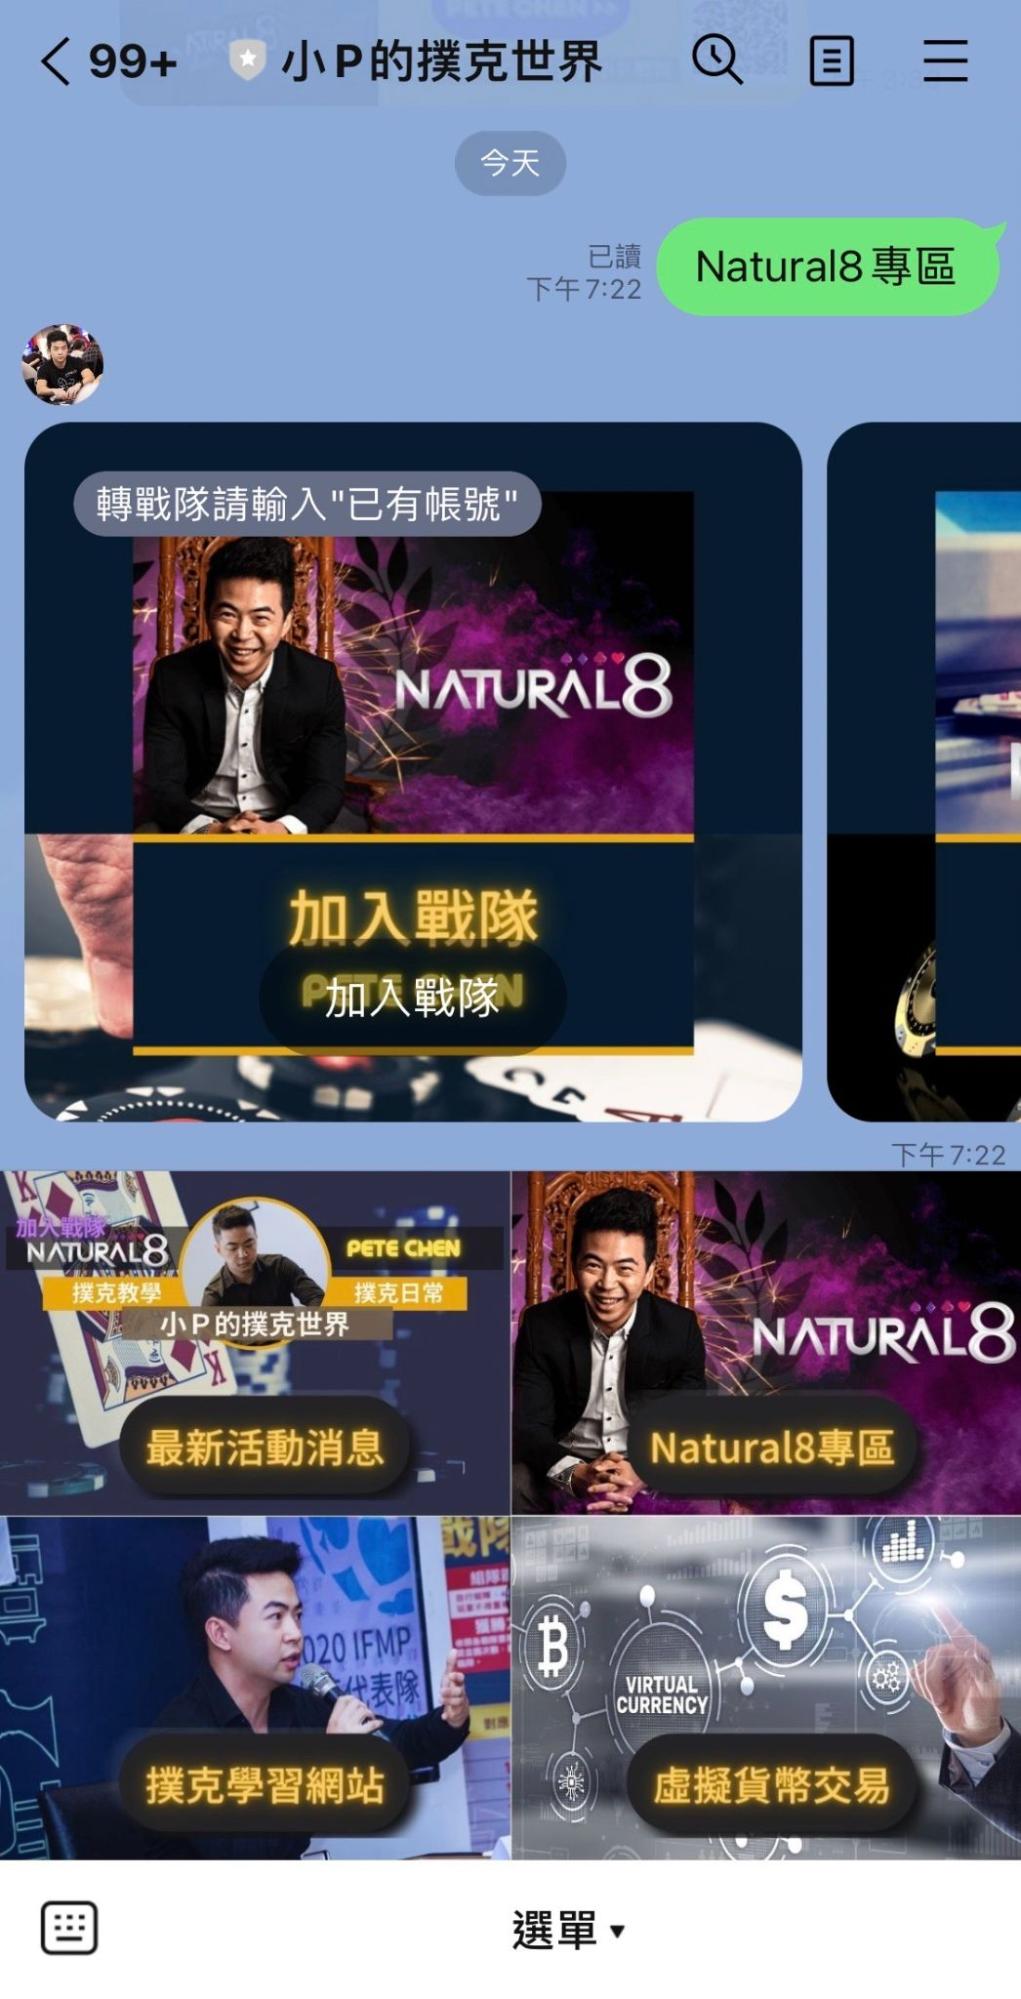 99+
小P的撲克世界
今天
已讀
下午 7:22
Natural8 專區
轉戰隊請輸入"已有帳號"
NATURAL8
加入戰隊
PETE CHEN
加入戰隊
下午 7:22
加入戰隊
NATURAL8
PETE CHEN
撲克教學
撲克日常
小P的撲克世界
最新活動消息
NATURAL8
Natural8專區
戰隊
2020 IFMP
代表隊
撲克學習網站
VIRTUAL
CURRENCY
虛擬貨幣交易
選單 ▾